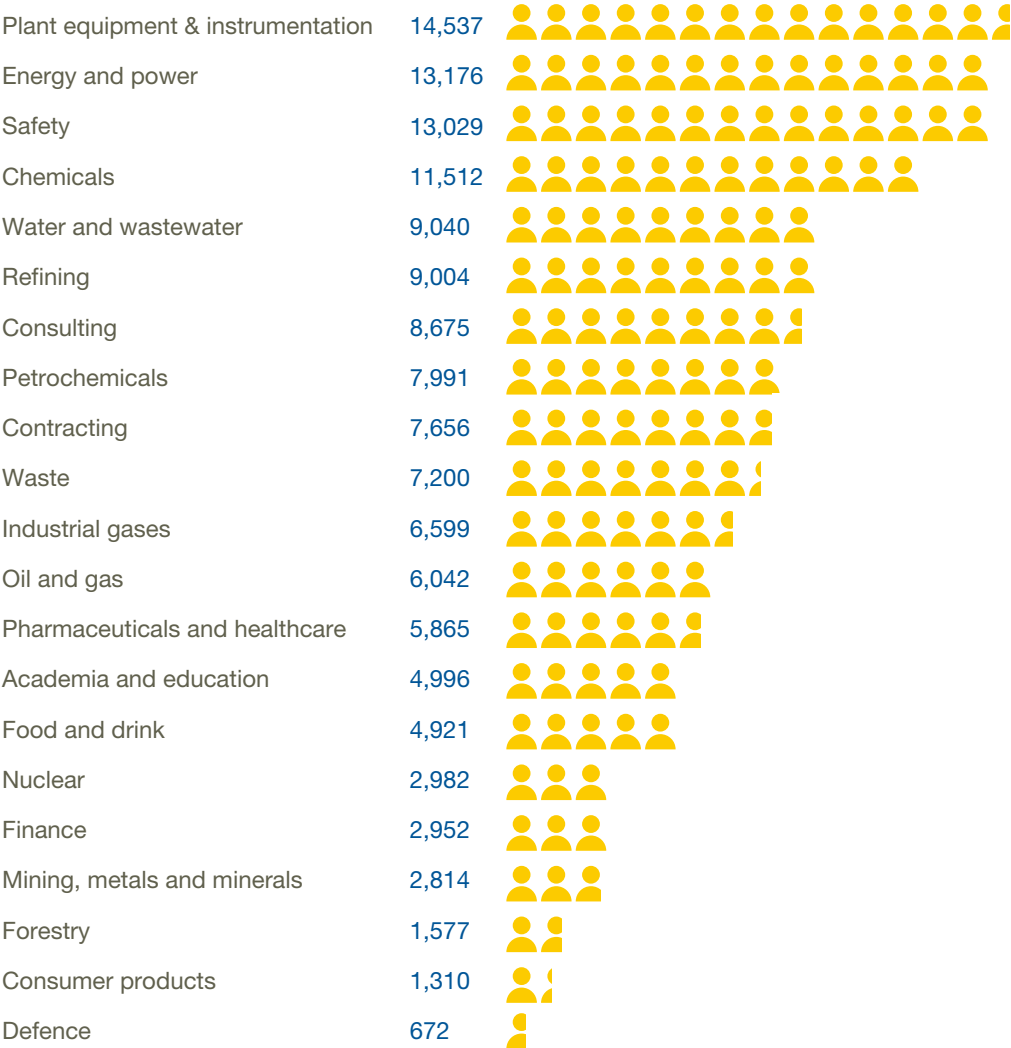 Plant equipment & instrumentation 14,537
Energy and power 13,176
Safety 13,029
Chemicals 11,512
Water and wastewater 9,040
Refining 9,004
Consulting 8,675
Petrochemicals 7,991
Contracting 7,656
Waste 7,200
Industrial gases 6,599
Oil and gas 6,042
Pharmaceuticals and healthcare 5,865
Academia and education 4,996
Food and drink 4,921
Nuclear 2,982
Finance 2,952
Mining, metals and minerals 2,814
Forestry 1,577
Consumer products 1,310
Defence 672